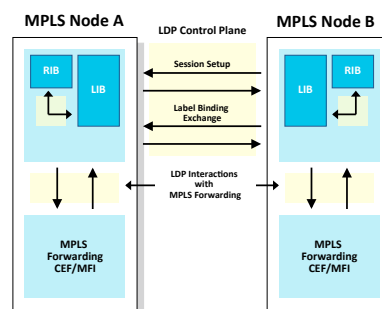 MPLS Node A
LDP Control Plane
MPLS Node B
RIB
LIB
Session Setup
Label Binding
Exchange
LIB
RIB
LDP Interactions
with
MPLS Forwarding
MPLS
Forwarding
CEF/MFI
MPLS
Forwarding
CEF/MFI